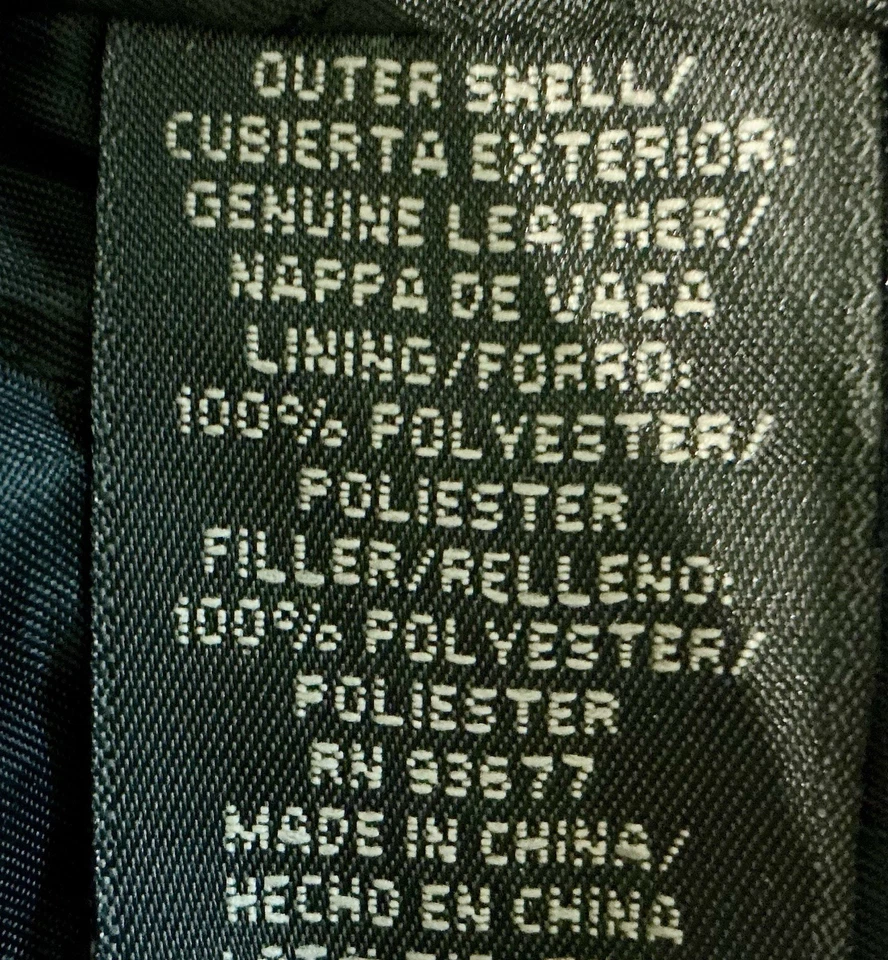 OUTER SHELL/
CUBIERTA EXTERIOR:
GENUINE LEATHER/
NAPPA DE VACA
LINING/FORRO:
100% POLYESTER/
POLIESTER
FILLER/RELLENO:
100% POLYESTER/
POLIESTER
RN 93677
MADE IN CHINA/
HECHO EN CHINA